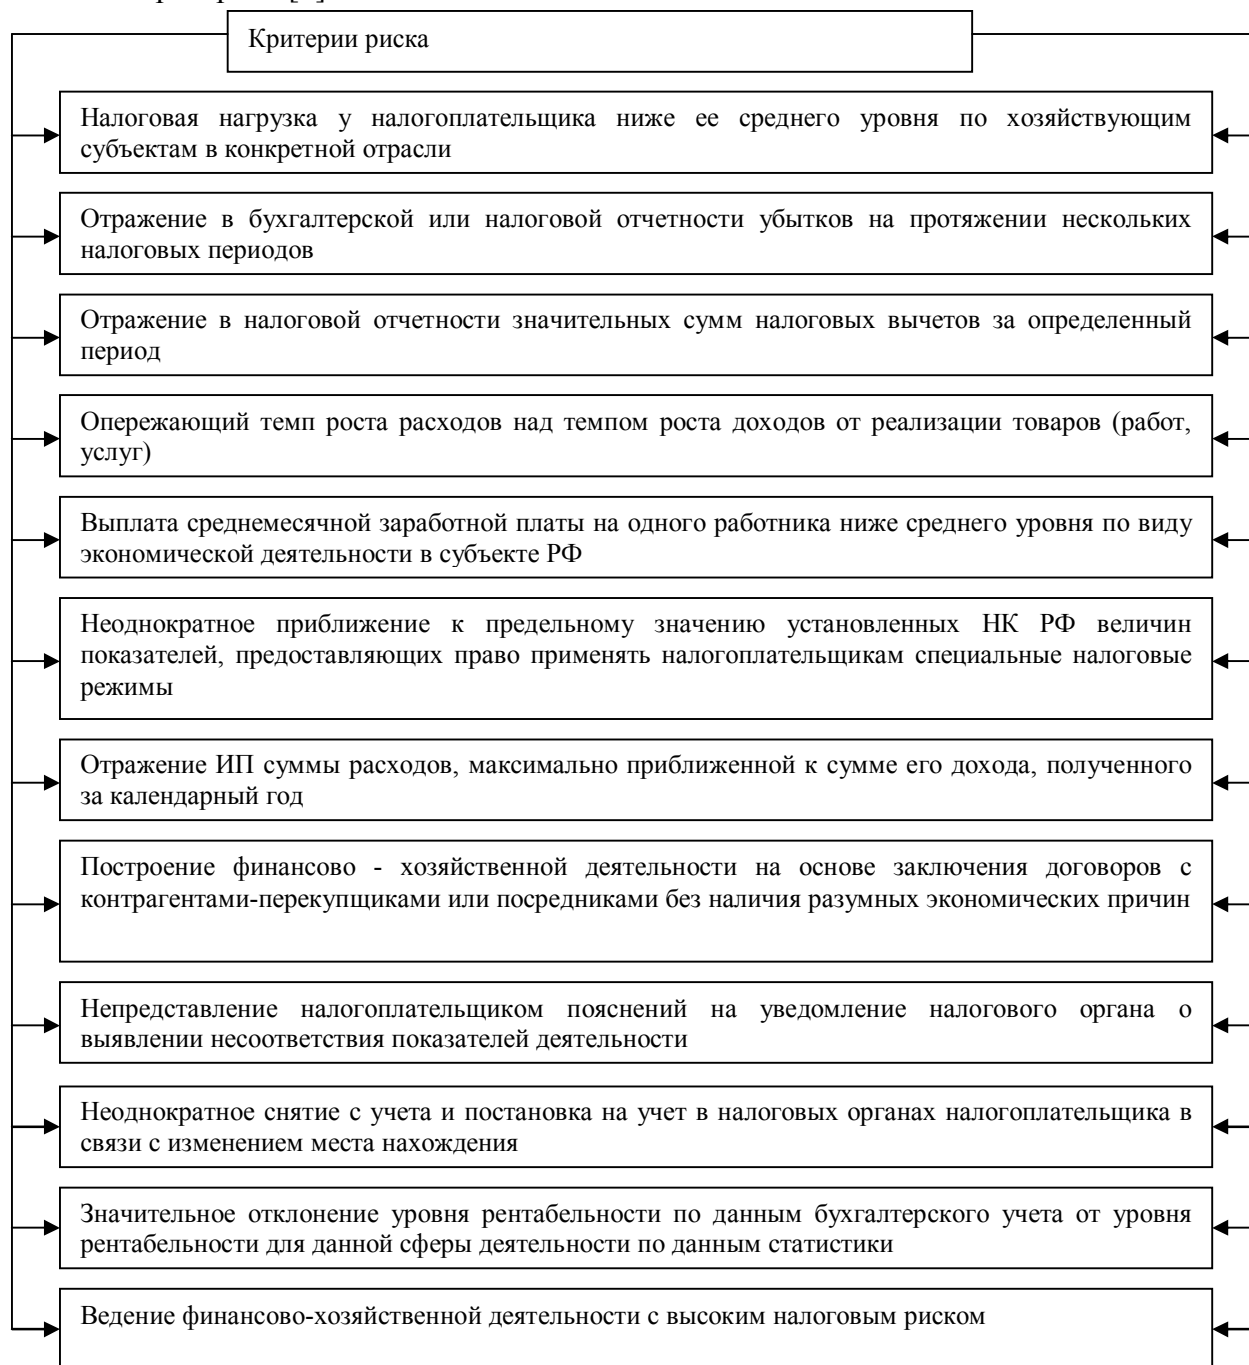 Критерии риска
Налоговая нагрузка у налогоплательщика ниже ее среднего уровня по хозяйствующим
субъектам в конкретной отрасли
Отражение в бухгалтерской или налоговой отчетности убытков на протяжении нескольких
налоговых периодов
Отражение в налоговой отчетности значительных сумм налоговых вычетов за определенный
период
Опережающий темп роста расходов над темпом роста доходов от реализации товаров (работ,
услуг)
Выплата среднемесячной заработной платы на одного работника ниже среднего уровня по виду
экономической деятельности в субъекте РФ
Неоднократное приближение к предельному значению установленных НК РФ величин
показателей, предоставляющих право применять налогоплательщикам специальные налоговые
режимы
Отражение ИП суммы расходов, максимально приближенной к сумме его дохода, полученного
за календарный год
Построение финансово - хозяйственной деятельности на основе заключения договоров с
контрагентами-перекупщиками или посредниками без наличия разумных экономических причин
Непредставление налогоплательщиком пояснений на уведомление налогового органа о
выявлении несоответствия показателей деятельности
Неоднократное снятие с учета и постановка на учет в налоговых органах налогоплательщика в
связи с изменением места нахождения
Значительное отклонение уровня рентабельности по данным бухгалтерского учета от уровня
рентабельности для данной сферы деятельности по данным статистики
Ведение финансово-хозяйственной деятельности с высоким налоговым риском